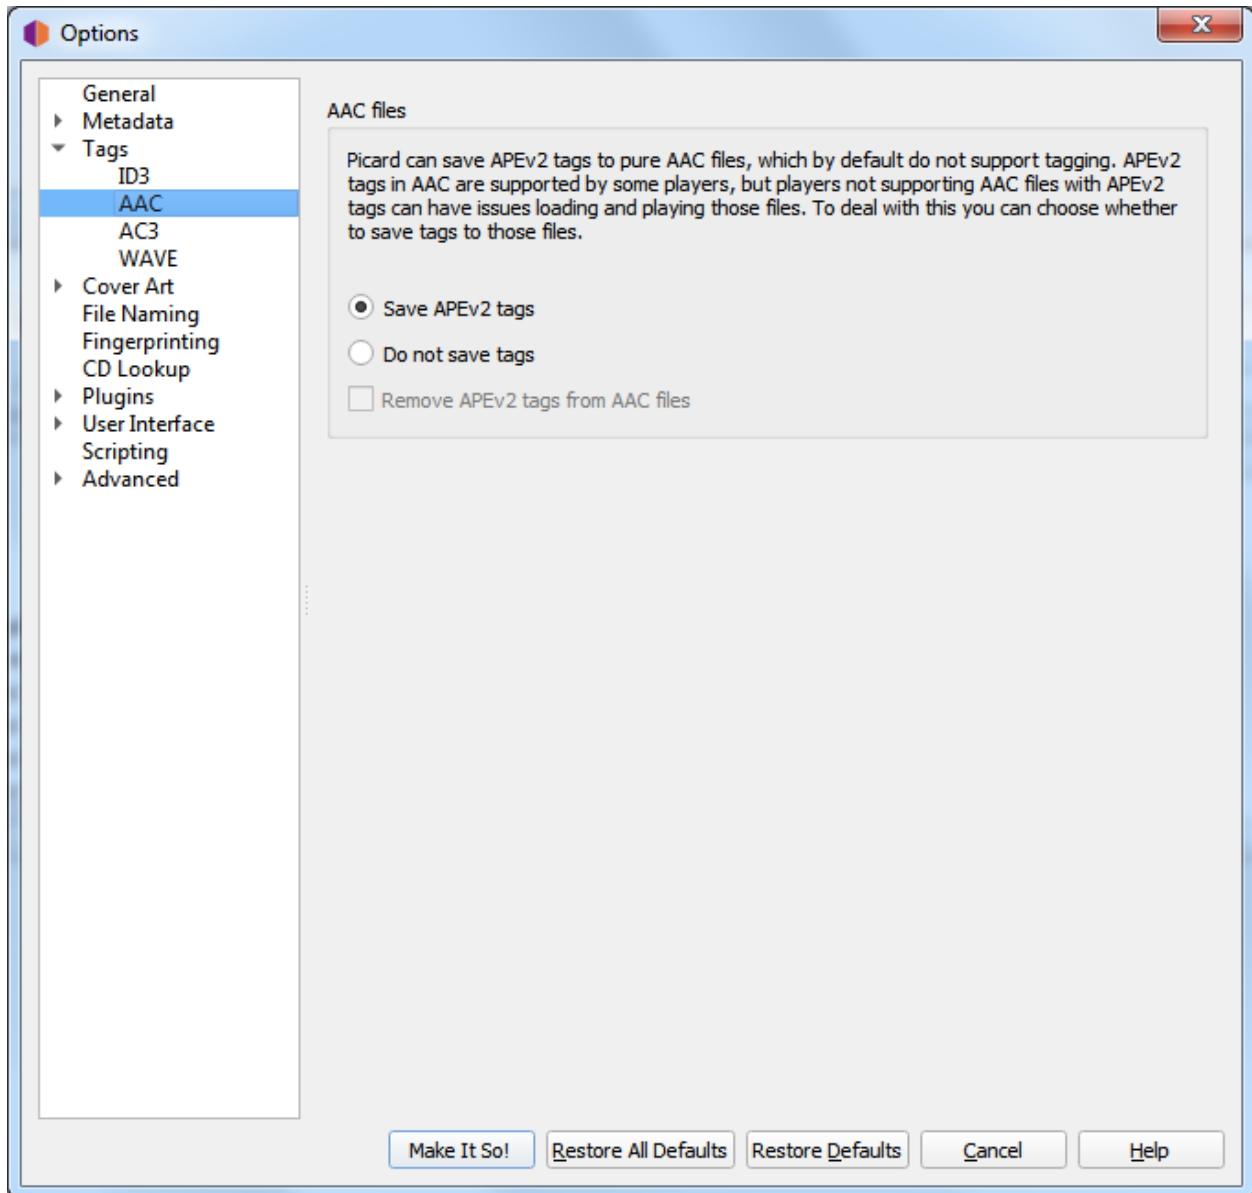 Options
General
Metadata
Tags
ID3
AAC
AC3
WAVE
Cover Art
File Naming
Fingerprinting
CD Lookup
Plugins
User Interface
Scripting
Advanced
AAC files
Picard can save APEv2 tags to pure AAC files, which by default do not support tagging. APEv2
tags in AAC are supported by some players, but players not supporting AAC files with APEv2
tags can have issues loading and playing those files. To deal with this you can choose whether
to save tags to those files.
Save APEv2 tags
Do not save tags
Remove APEv2 tags from AAC files
Make It So!
Restore All Defaults
Restore Defaults
Cancel
Help